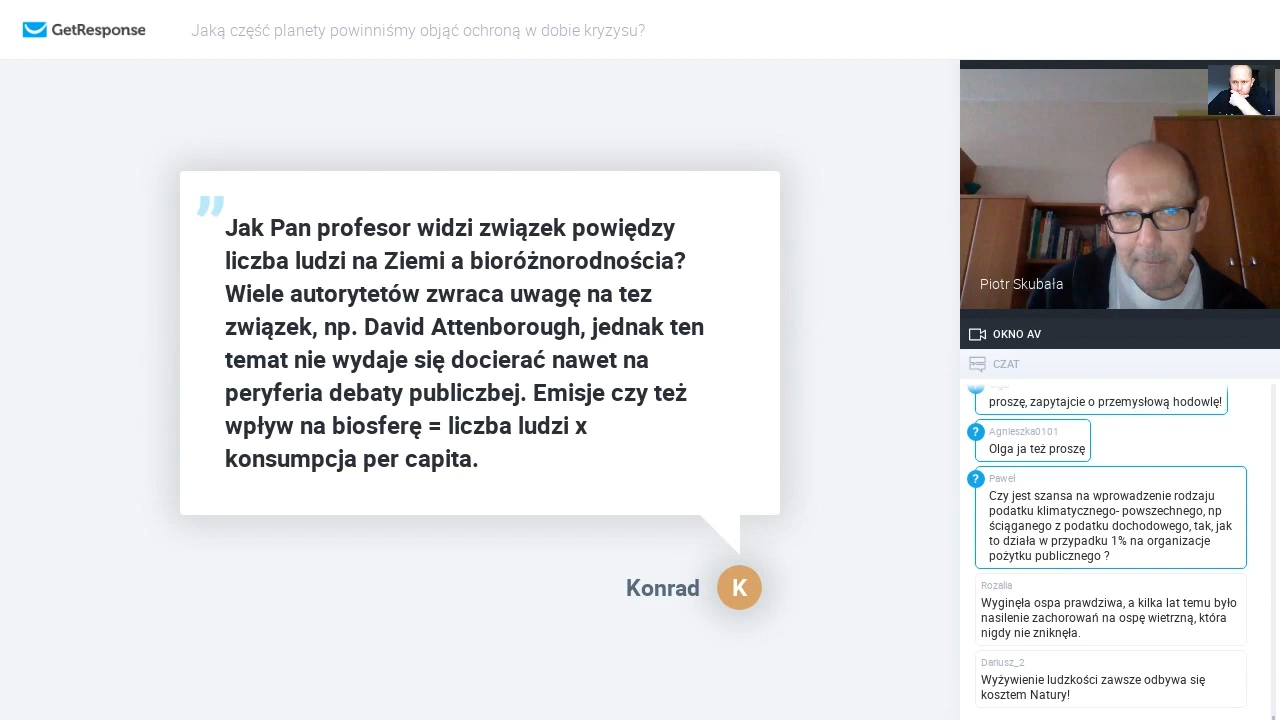 GetResponse
Jaką część planety powinniśmy objąć ochroną w dobie kryzysu?
”
Jak Pan profesor widzi związek powiędzy
liczba ludzi na Ziemi a bioróżnorodnościa?
Wiele autorytetów zwraca uwagę na tez
związek, np. David Attenborough, jednak ten
temat nie wydaje się docierać nawet na
peryferia debaty publiczbej. Emisje czy też
wpływ na biosferę = liczba ludzi x
konsumpcja per capita.
Konrad
K
Piotr Skubała
OKNO AV
CZAT
proszę, zapytajcie o przemysłową hodowlę!
?
Agnieszka0101
Olga ja też proszę
?
Paweł
Czy jest szansa na wprowadzenie rodzaju
podatku klimatycznego- powszechnego, np
ściąganego z podatku dochodowego, tak, jak
to działa w przypadku 1% na organizacje
pożytku publicznego ?
Rozalia
Wyginęła ospa prawdziwa, a kilka lat temu było
nasilenie zachorowań na ospę wietrzną, która
nigdy nie zniknęła.
Dariusz_2
Wyżywienie ludzkości zawsze odbywa się
kosztem Natury!